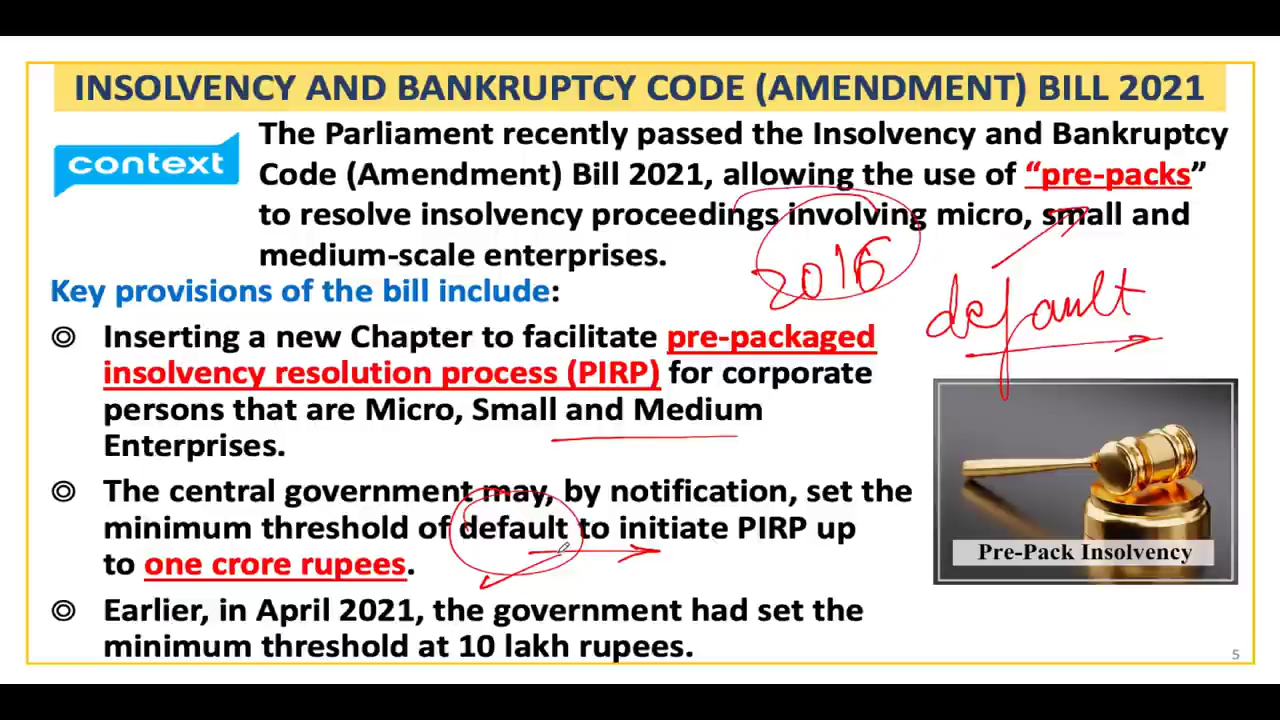 INSOLVENCY AND BANKRUPTCY CODE (AMENDMENT) BILL 2021
context
The Parliament recently passed the Insolvency and Bankruptcy
Code (Amendment) Bill 2021, allowing the use of “pre-packs”
to resolve insolvency proceedings involving micro, small and
medium-scale enterprises.
2016
default
Key provisions of the bill include:
◎ Inserting a new Chapter to facilitate pre-packaged
insolvency resolution process (PIRP) for corporate
persons that are Micro, Small and Medium
Enterprises.
◎ The central government may, by notification, set the
minimum threshold of default to initiate PIRP up
to one crore rupees.
◎ Earlier, in April 2021, the government had set the
minimum threshold at 10 lakh rupees.
Pre-Pack Insolvency
5